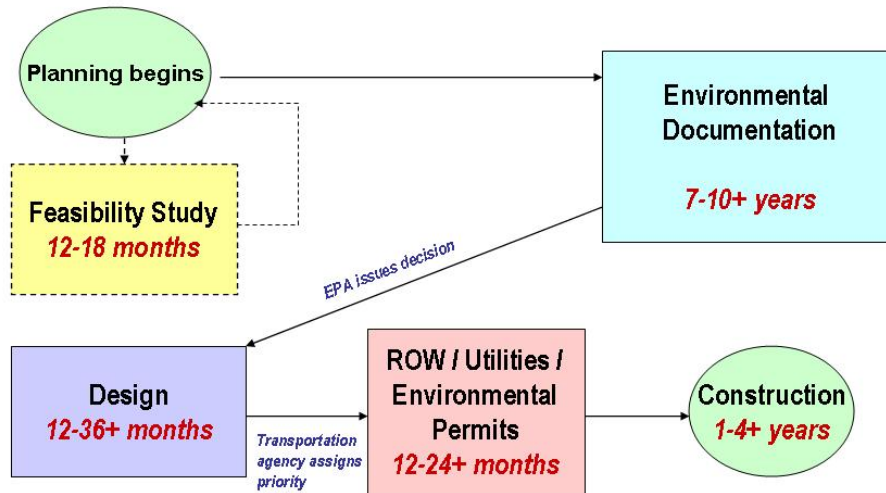 Planning begins
Environmental
Documentation
7-10+ years
Feasibility Study
12-18 months
EPA issues decision
Design
12-36+ months
Transportation
agency assigns
priority
ROW / Utilities /
Environmental
Permits
12-24+ months
Construction
1-4+ years